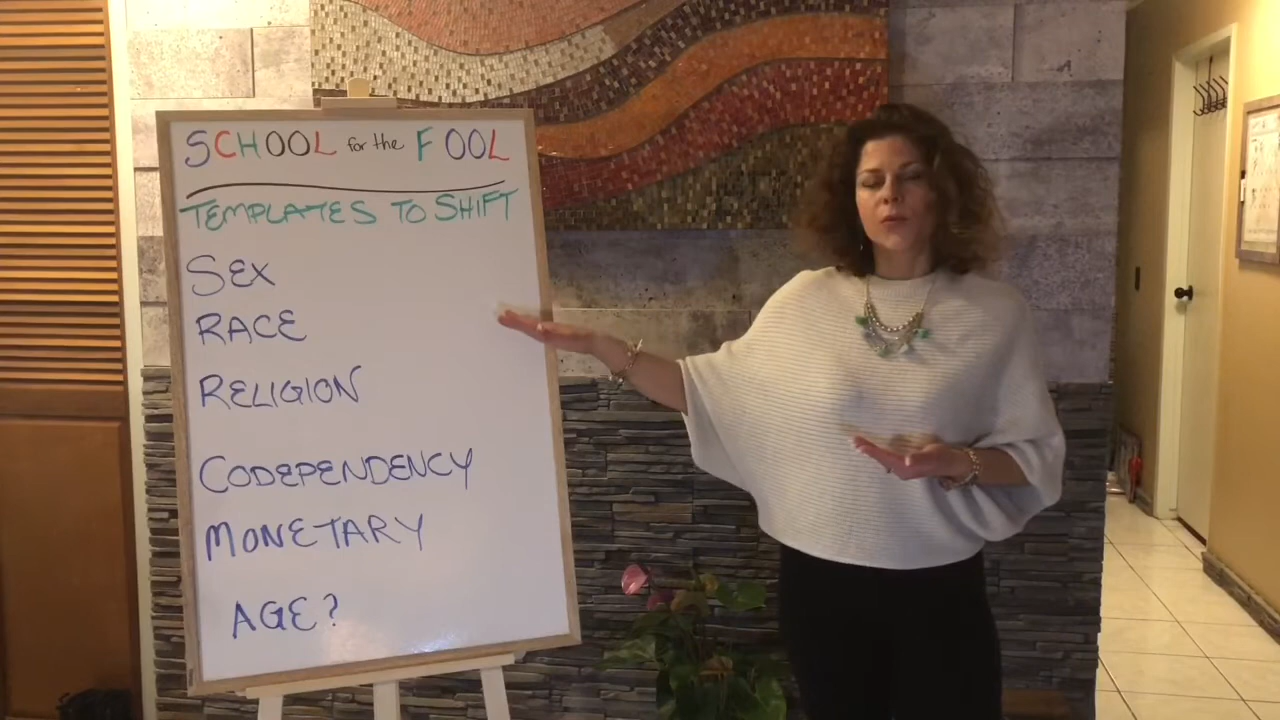 SCHOOL for the FOOL
TEMPLATES TO SHIFT
SEX
RACE
RELIGION
CODEPENDENCY
MONETARY
AGE?